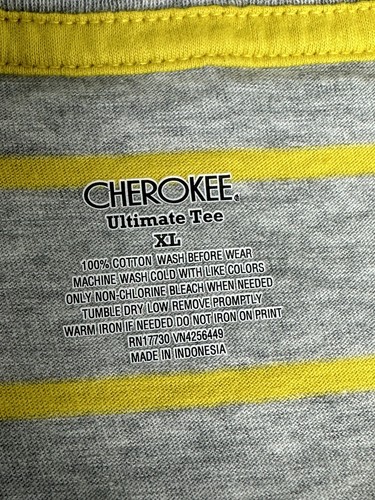 CHEROKEE®
Ultimate Tee
XL
100% COTTON WASH BEFORE WEAR
MACHINE WASH COLD WITH LIKE COLORS
ONLY NON-CHLORINE BLEACH WHEN NEEDED
TUMBLE DRY LOW REMOVE PROMPTLY
WARM IRON IF NEEDED DO NOT IRON ON PRINT
RN17730 VN4256449
MADE IN INDONESIA